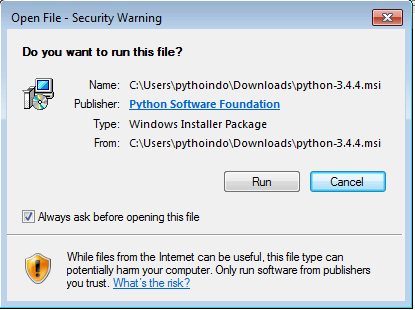 Open File - Security Warning
Do you want to run this file?
Name: C:\Users\pythoindo\Downloads\python-3.4.4.msi
Publisher: Python Software Foundation
Type: Windows Installer Package
From: C:\Users\pythoindo\Downloads\python-3.4.4.msi
Run Cancel
Always ask before opening this file
While files from the Internet can be useful, this file type can
potentially harm your computer. Only run software from publishers
you trust. What's the risk?